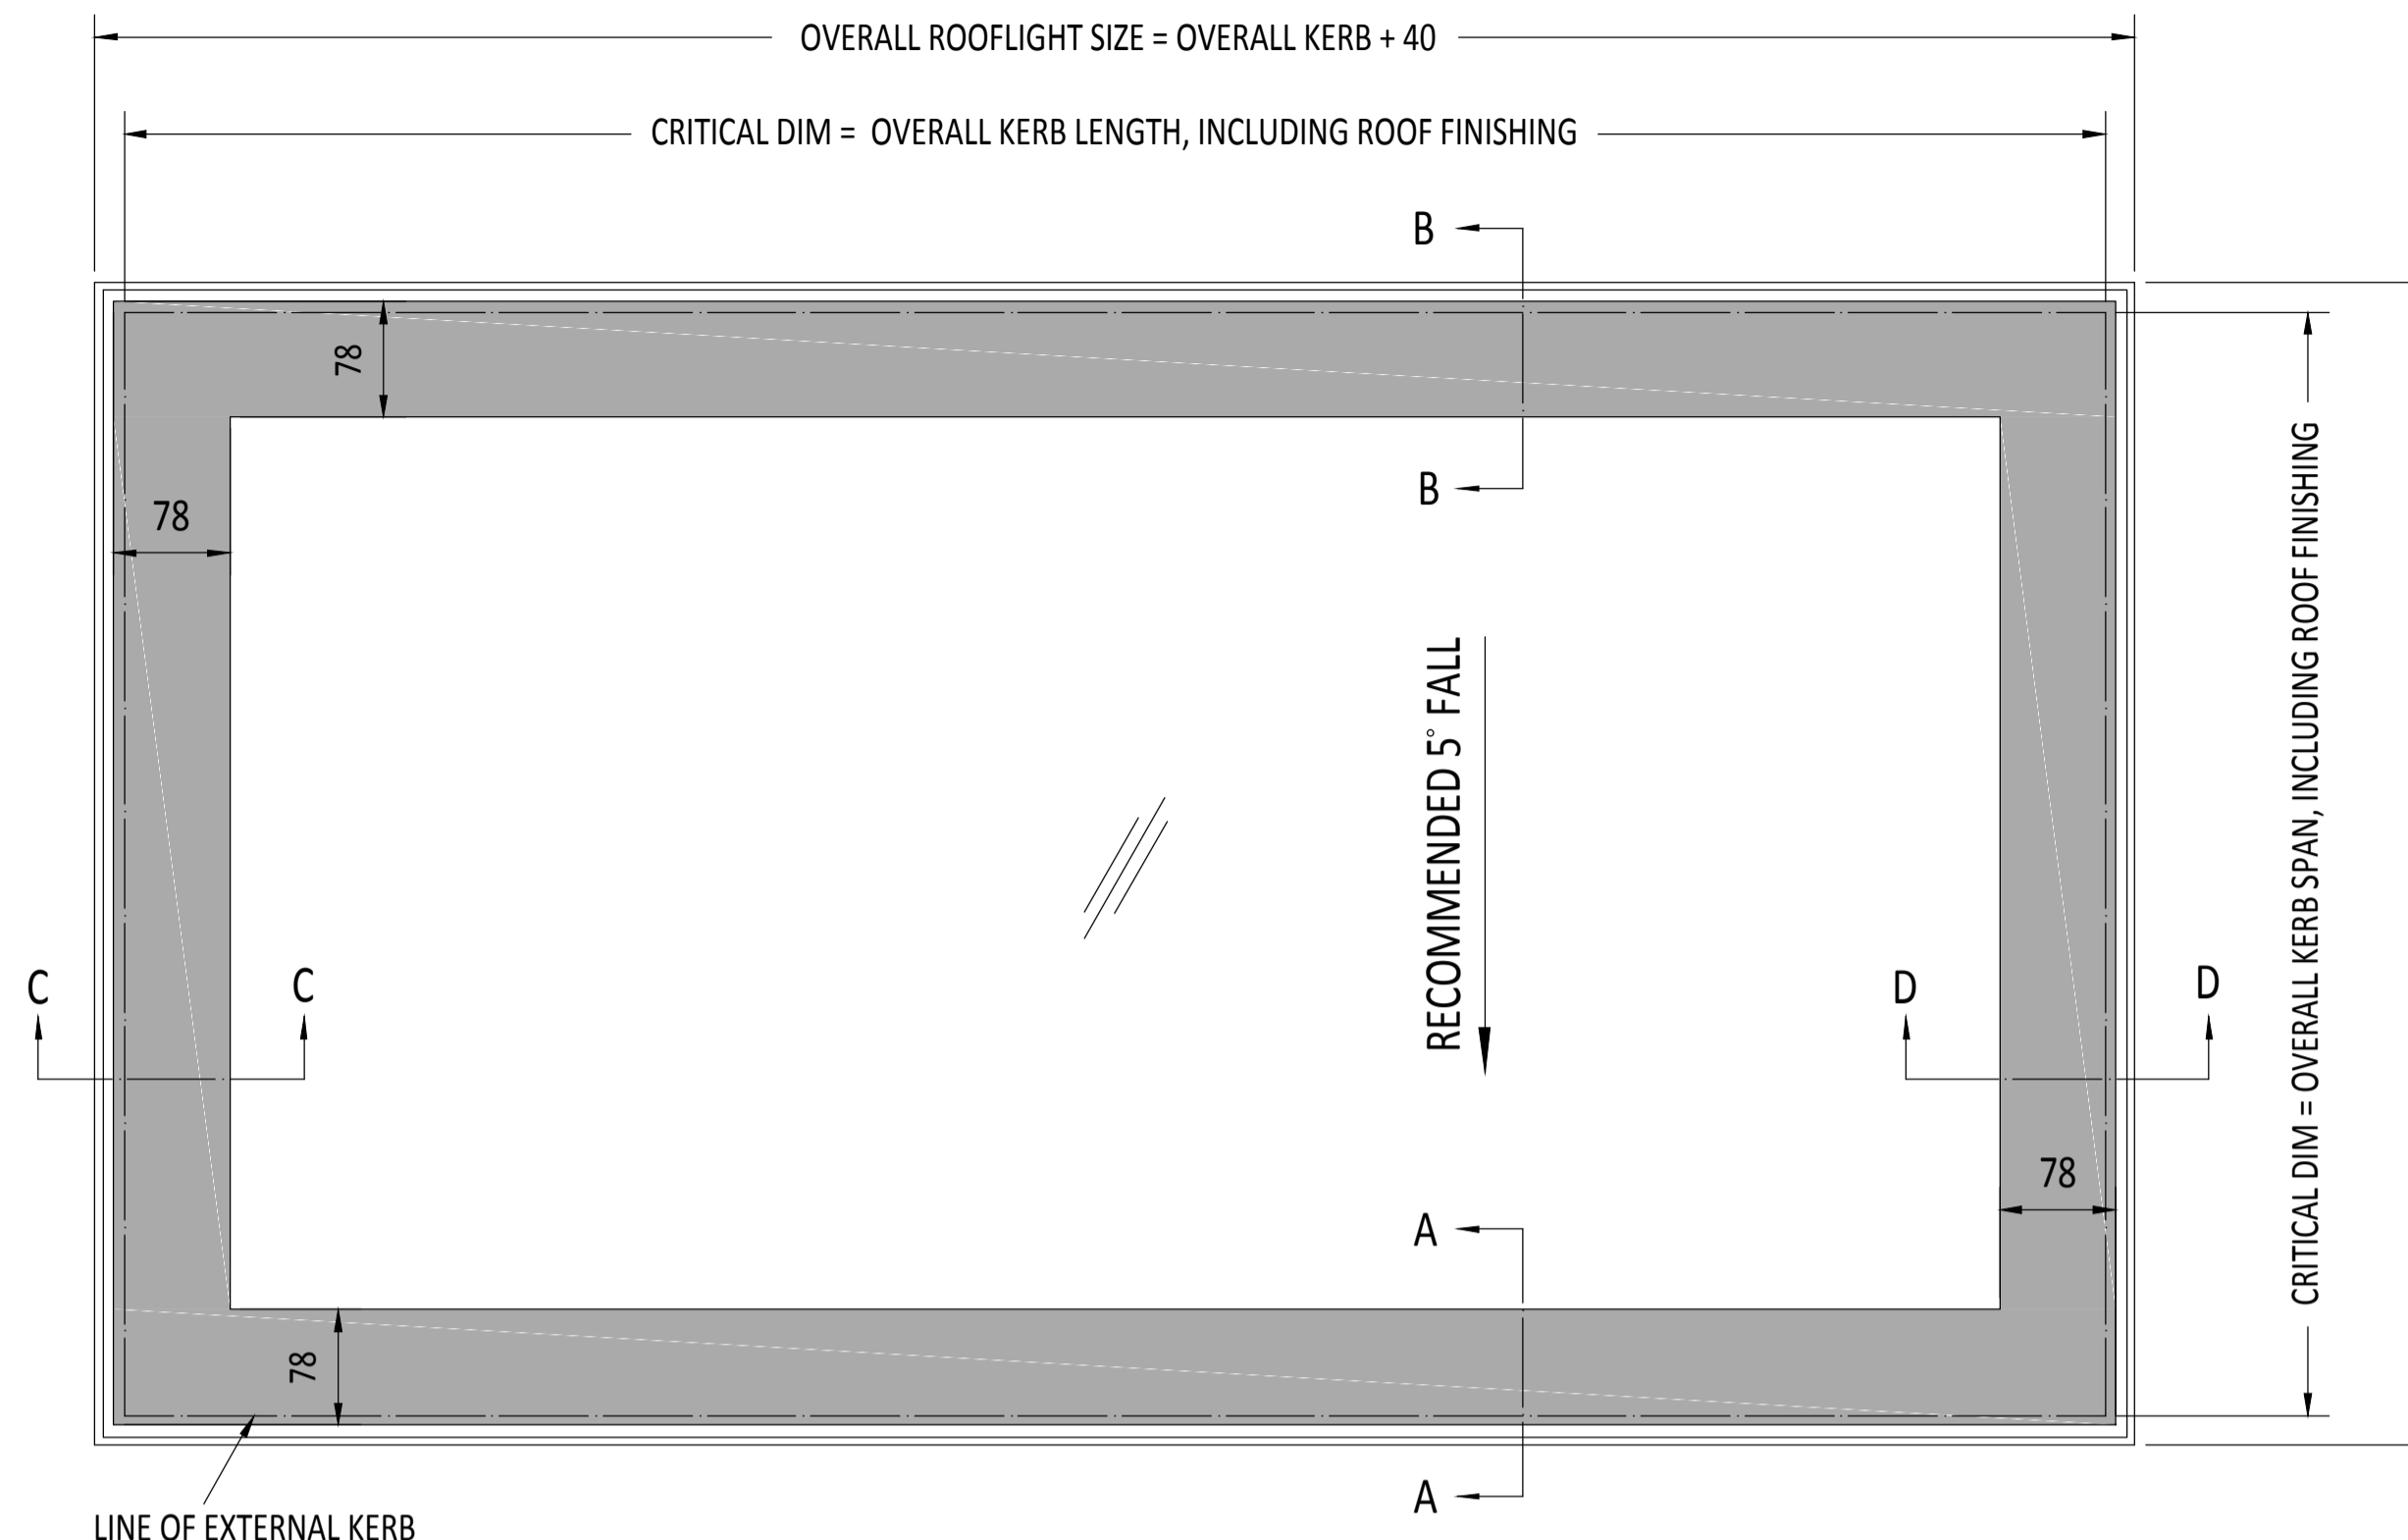 OVERALL ROOFLIGHT SIZE = OVERALL KERB + 40
CRITICAL DIM = OVERALL KERB LENGTH, INCLUDING ROOF FINISHING
B
78
B
78
CRITICAL DIM = OVERALL KERB SPAN, INCLUDING ROOF FINISHING
RECOMMENDED 5° FALL
C
C
D
D
78
A
78
A
LINE OF EXTERNAL KERB